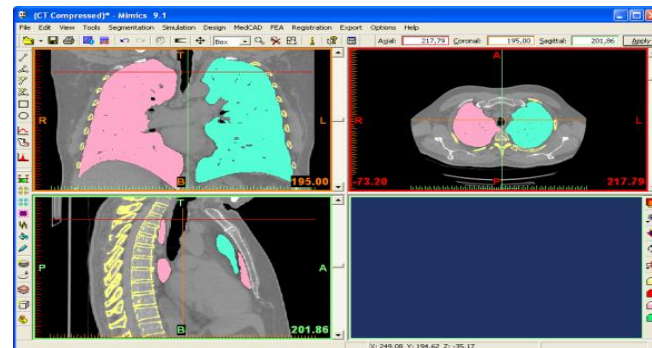 (CT Compressed)* - Mimics 9.1
File Edit View Tools Segmentation Simulation Design MedCAD FEA Registration Export Options Help
Box Axial: 217,79 Coronal: 195,00 Sagittal: 201,86 Apply
T A
R L R L
B 195.00 -73.20 P 217.79
T
P A
B 201.86
X: 249.08 Y: 194.62 Z: -35.17